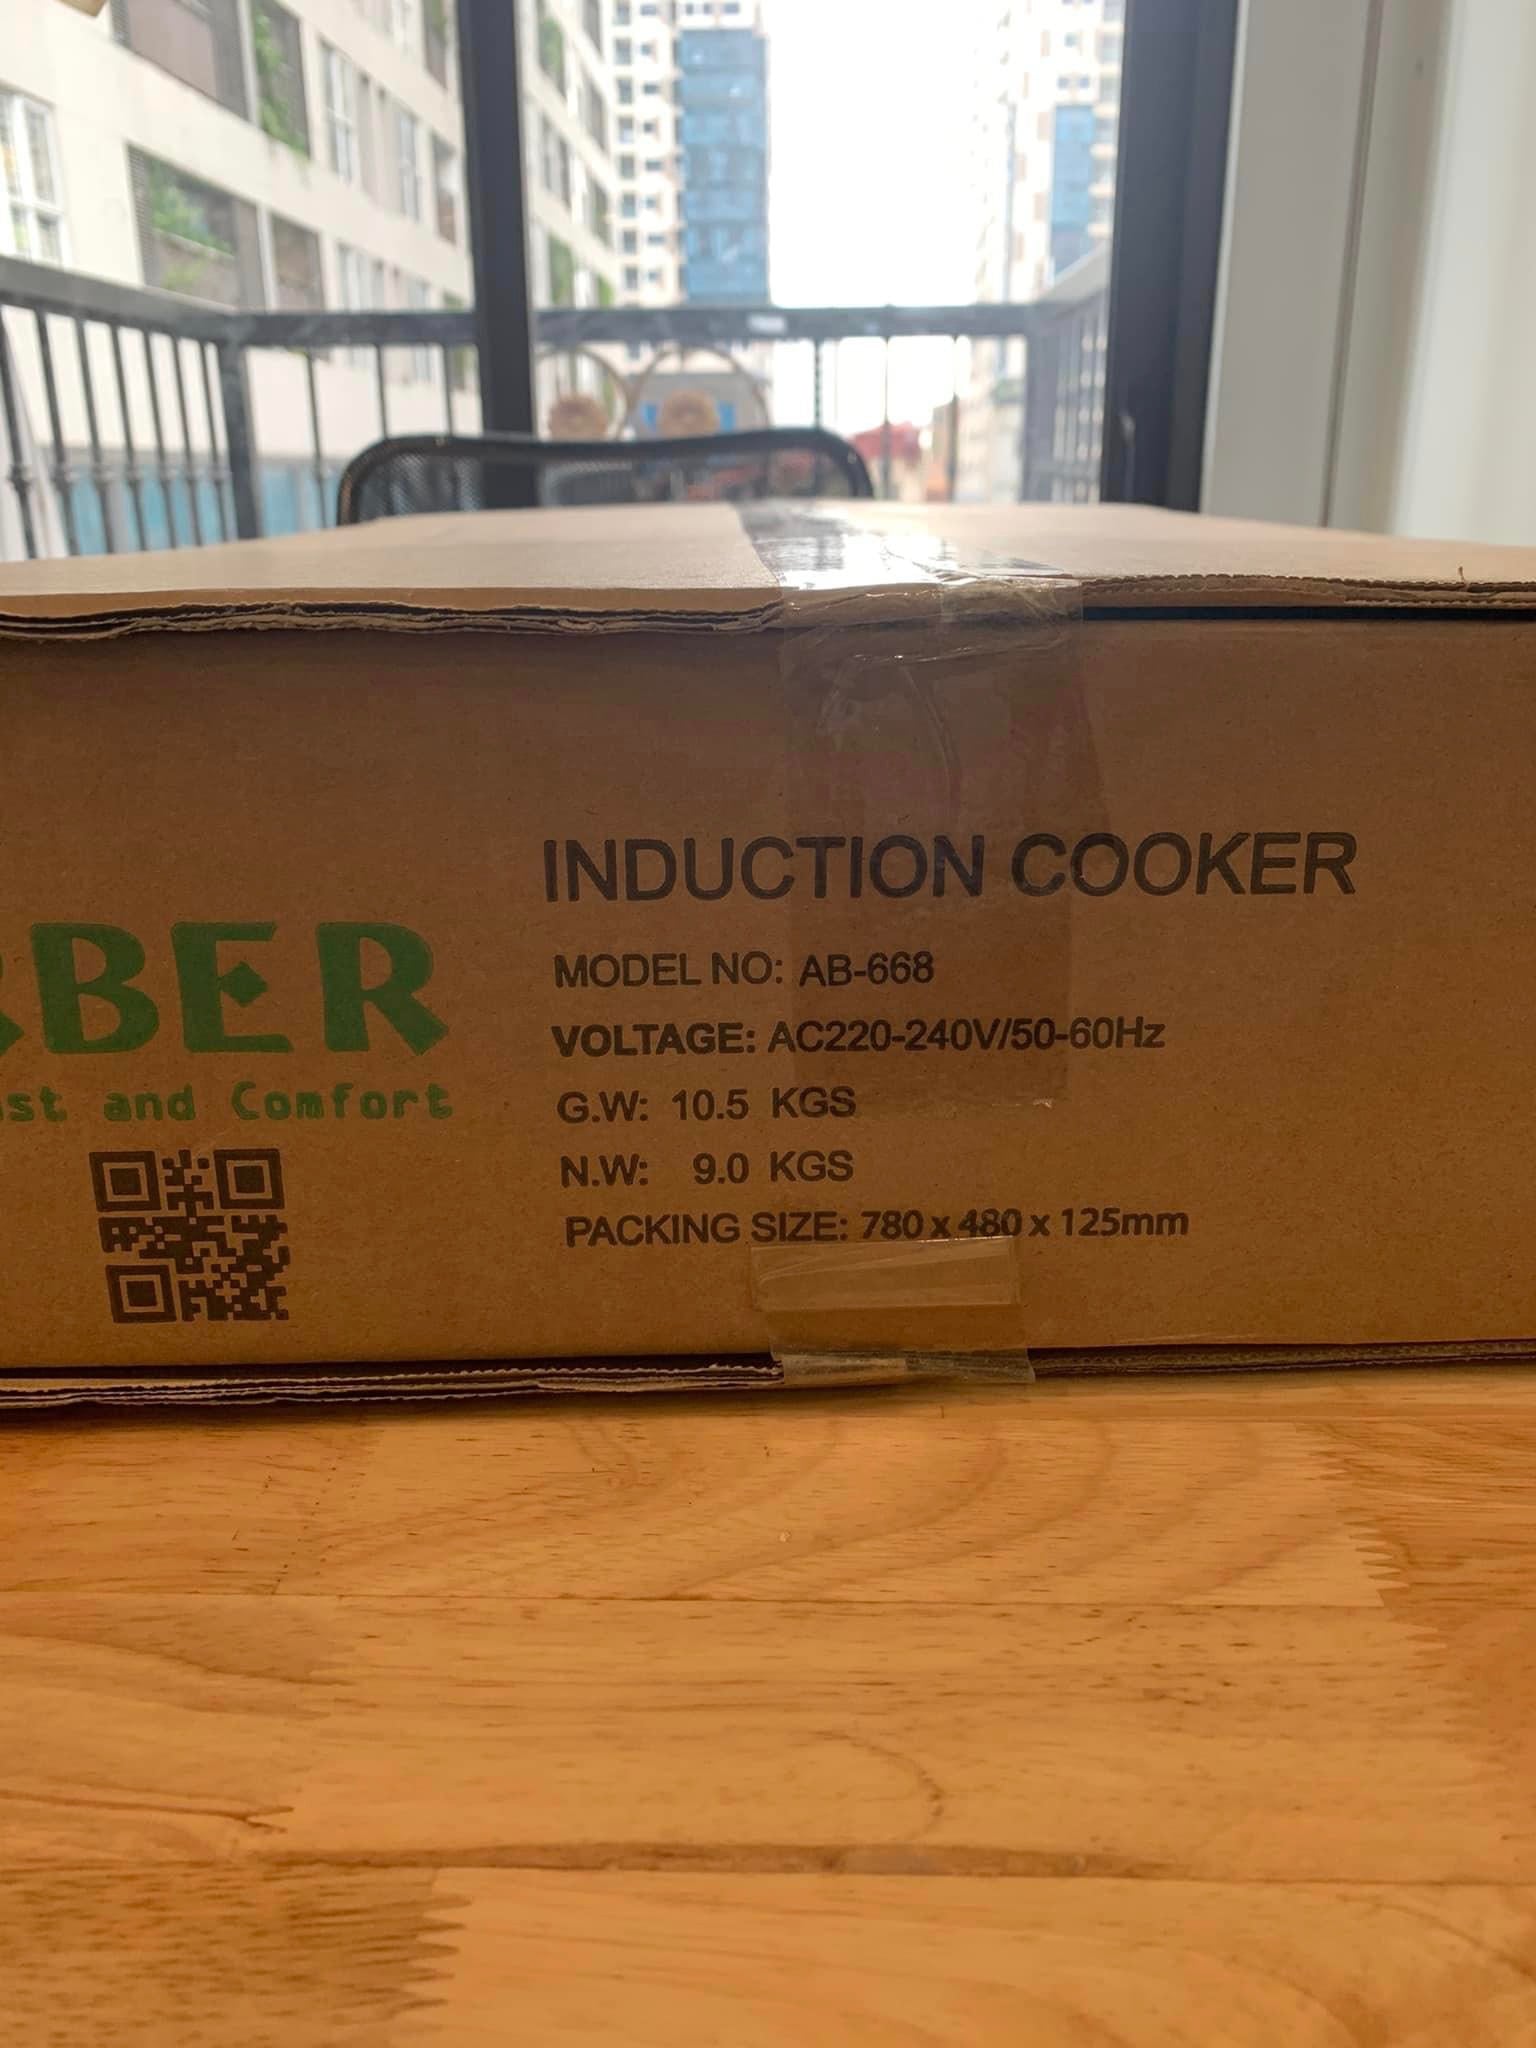 INDUCTION COOKER
BER
and Comfort
MODEL NO: AB-668
VOLTAGE: AC220-240V/50-60Hz
G.W: 10.5 KGS
N.W: 9.0 KGS
PACKING SIZE: 780 x 480 x 125mm